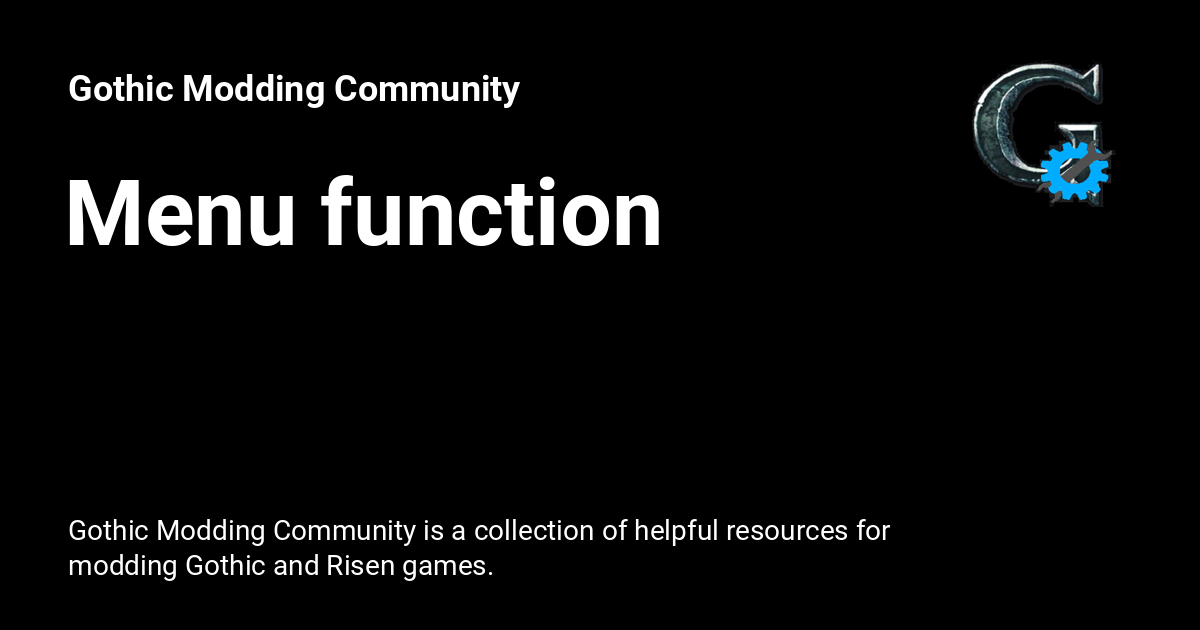 Gothic Modding Community
Menu function
Gothic Modding Community is a collection of helpful resources for
modding Gothic and Risen games.
G